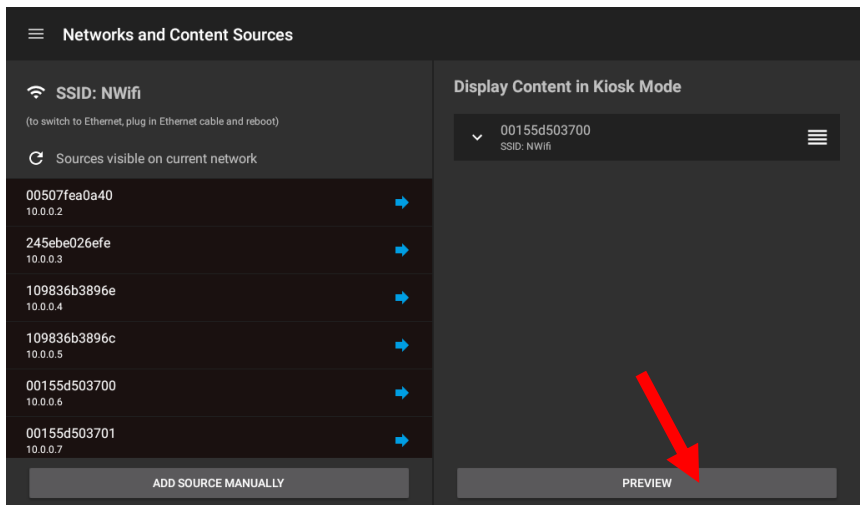 Networks and Content Sources
SSID: NWifi
(to switch to Ethernet, plug in Ethernet cable and reboot)
Sources visible on current network
00507fea0a40
10.0.0.2
245ebe026efe
10.0.0.3
109836b3896e
10.0.0.4
109836b3896c
10.0.0.5
00155d503700
10.0.0.6
00155d503701
10.0.0.7
ADD SOURCE MANUALLY
Display Content in Kiosk Mode
00155d503700
SSID: NWifi
PREVIEW